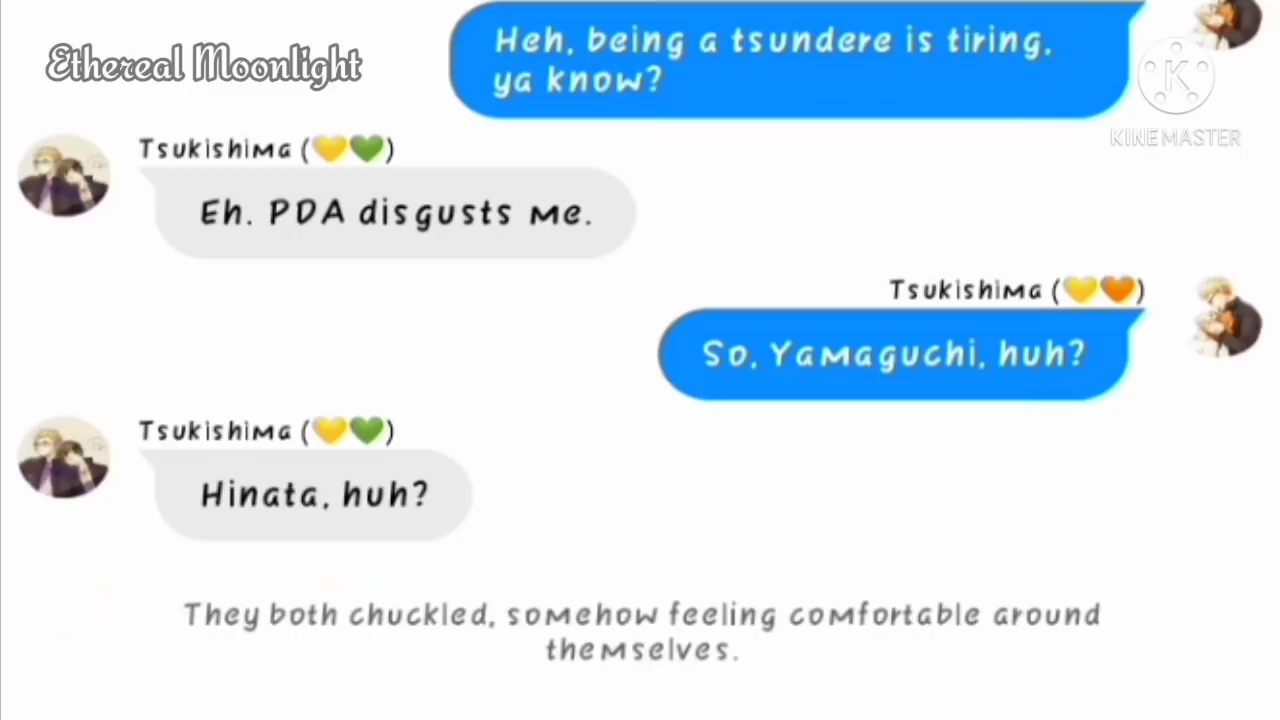 Ethereal Moonlight
Heh, being a tsundere is tiring,
ya know?
K
KINEMASTER
Tsukishima (💛💚)
Eh. PDA disgusts me.
Tsukishima (💛🧡)
So, Yamaguchi, huh?
Tsukishima (💛💚)
Hinata, huh?
They both chuckled, somehow feeling comfortable around
themselves.